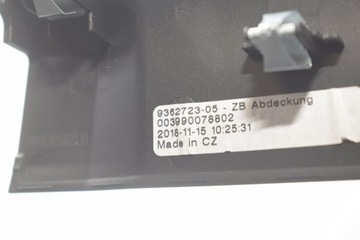 9362723-05 - ZB Abdeckung
003990078802
2018-11-15 10:25:31
Made in CZ